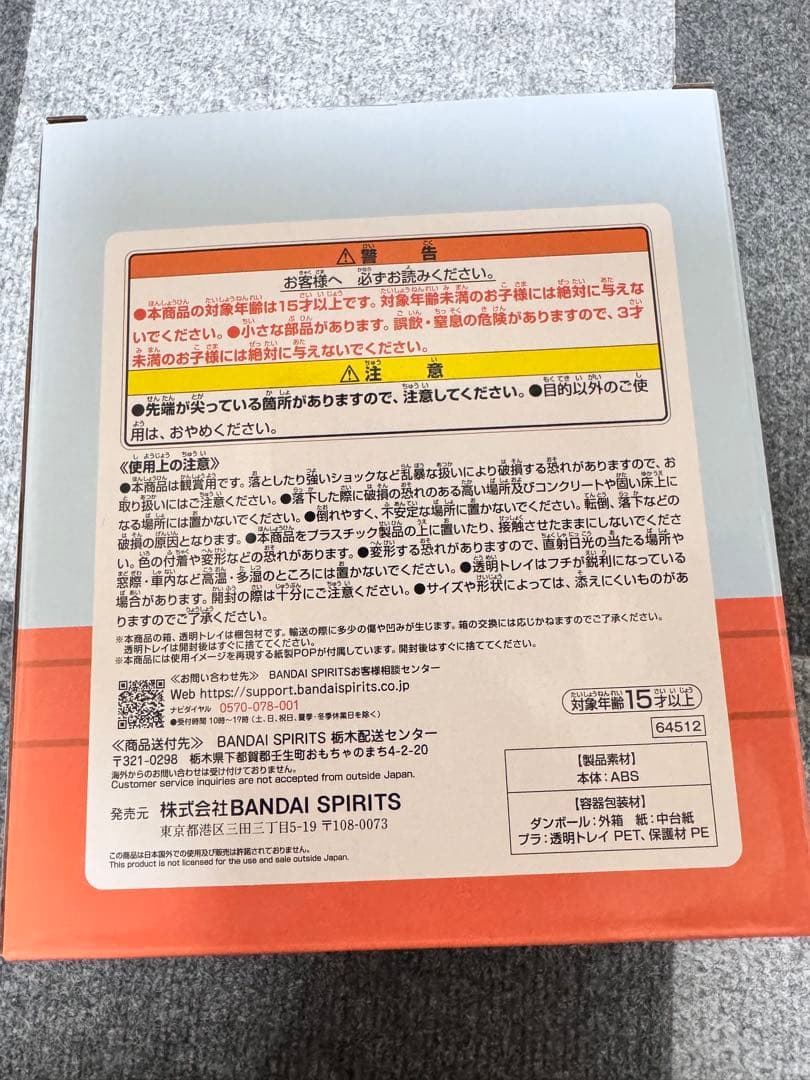 ⚠警告
お客様へ 必ずお読みください。
●本商品の対象年齢は15才以上です。対象年齢未満のお子様には絶対に与えな
いでください。●小さな部品があります。誤飲・窒息の危険がありますので、3才
未満のお子様には絶対に与えないでください。
⚠注意
●先端が尖っている箇所がありますので、注意してください。●目的以外のご使
用は、おやめください。
《使用上の注意》
●本商品は観賞用です。落としたり強いショックなど乱暴な扱いにより破損する恐れがありますので、お
取り扱いにはご注意ください。●落下した際に破損の恐れのある高い場所及びコンクリートや固い床上に
なる場所には置かないでください。●倒れやすく、不安定な場所に置かないでください。転倒、落下などの
破損の原因となります。●本商品をプラスチック製品の上に置いたり、接触させたままにしないでくださ
い。色の付着や変形などの恐れがあります。●変形する恐れがありますので、直射日光の当たる場所や
窓際・車内など高温・多湿のところには置かないでください。●透明トレイはフチが鋭利になっている
場合があります。開封の際は十分にご注意ください。●サイズや形状によっては、添えにくいものがあ
りますのでご了承ください。
※本商品の箱、透明トレイは梱包材です。輸送の際に多少の傷や凹みが生じます。箱の交換には応じかねますのでご了承ください。
透明トレイは開封後はすぐに捨ててください。
※本商品には使用イメージを再現する紙製POPが付属しています。開封後はすぐに捨ててください。
《お問い合わせ先》 BANDAI SPIRITSお客様相談センター
Web https://support.bandaispirits.co.jp
ナビダイヤル 0570-078-001
●受付時間 10時〜19時(土、日、祝日、夏季・冬季休業日を除く)
対象年齢15才以上
64512
《商品送付先》 BANDAI SPIRITS 栃木配送センター
〒321-0298 栃木県下都賀郡壬生町おもちゃのまち4-2-20
海外からのお問い合わせは受け付けておりません。
Customer service inquiries are not accepted from outside Japan.
発売元 株式会社BANDAI SPIRITS
東京都港区三田三丁目5-19 〒108-0073
【製品素材】
本体:ABS
【容器包装材】
ダンボール:外箱 紙:中台紙
プラ:透明トレイ PET、保護材 PE
この商品は日本国外での使用及び販売は許諾されておりません。
This product is not licensed for the use and sale outside Japan.